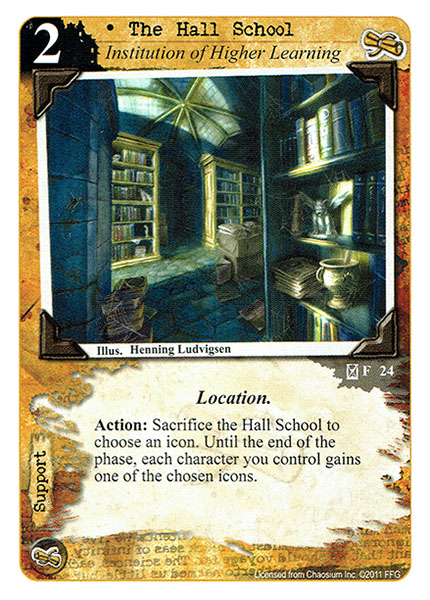 2
• The Hall School
Institution of Higher Learning
Illus. Henning Ludvigsen
F 24
Location.
Action: Sacrifice the Hall School to
choose an icon. Until the end of the
phase, each character you control gains
one of the chosen icons.
Support
Licensed from Chaosium Inc. ©2011 FFG